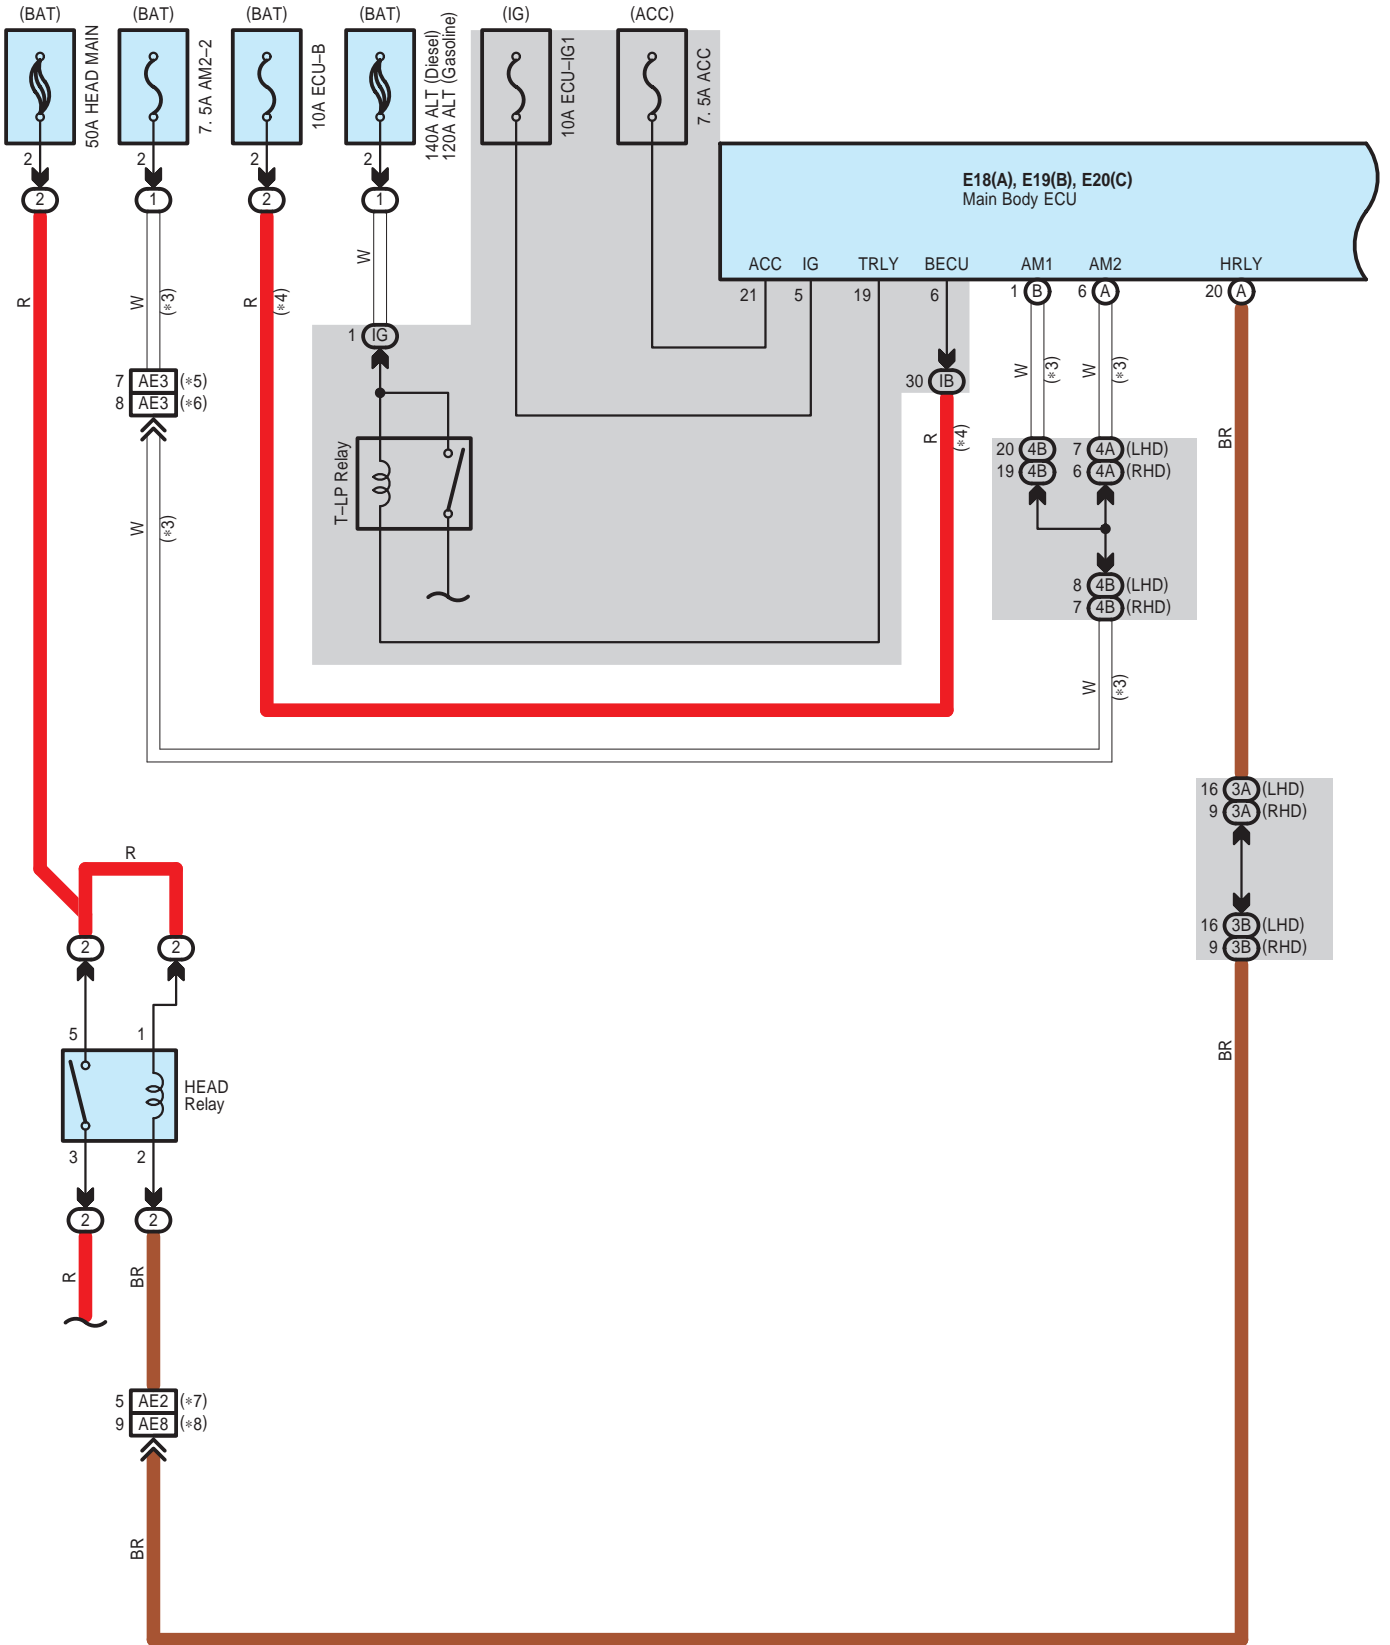 (BAT) (BAT) (BAT) (BAT) (IG) (ACC)
50A HEAD MAIN
7. 5A AM2–2
10A ECU–B
140A ALT (Diesel)
120A ALT (Gasoline)
10A ECU–IG1
7. 5A ACC
2 2 2 2
2 1 2 1
E18(A), E19(B), E20(C)
Main Body ECU
ACC IG TRLY BECU AM1 AM2 HRLY
21 5 19 6 1 B 6 A 20 A
R W (*3) R (*4) W
1 IG
7 AE3 (*5)
8 AE3 (*6)
30 IB
W (*3) W (*3)
R (*4)
BR
20 4B 7 4A (LHD)
19 4B 6 4A (RHD)
T–LP Relay
W (*3)
8 4B (LHD)
7 4B (RHD)
W (*3)
16 3A (LHD)
9 3A (RHD)
R
2 2
16 3B (LHD)
9 3B (RHD)
5 1
BR
HEAD
Relay
3 2
2 2
R BR
5 AE2 (*7)
9 AE8 (*8)
BR